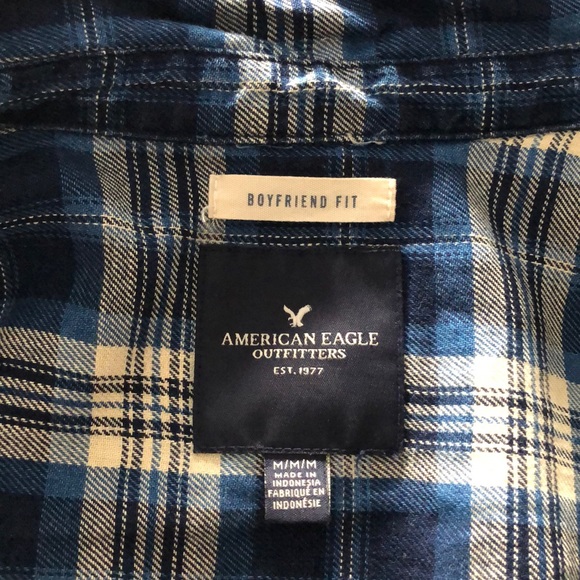 BOYFRIEND FIT
AMERICAN EAGLE
OUTFITTERS
EST. 1977
M/M/M
MADE IN
INDONESIA
FABRIQUÉ EN
INDONÉSIE